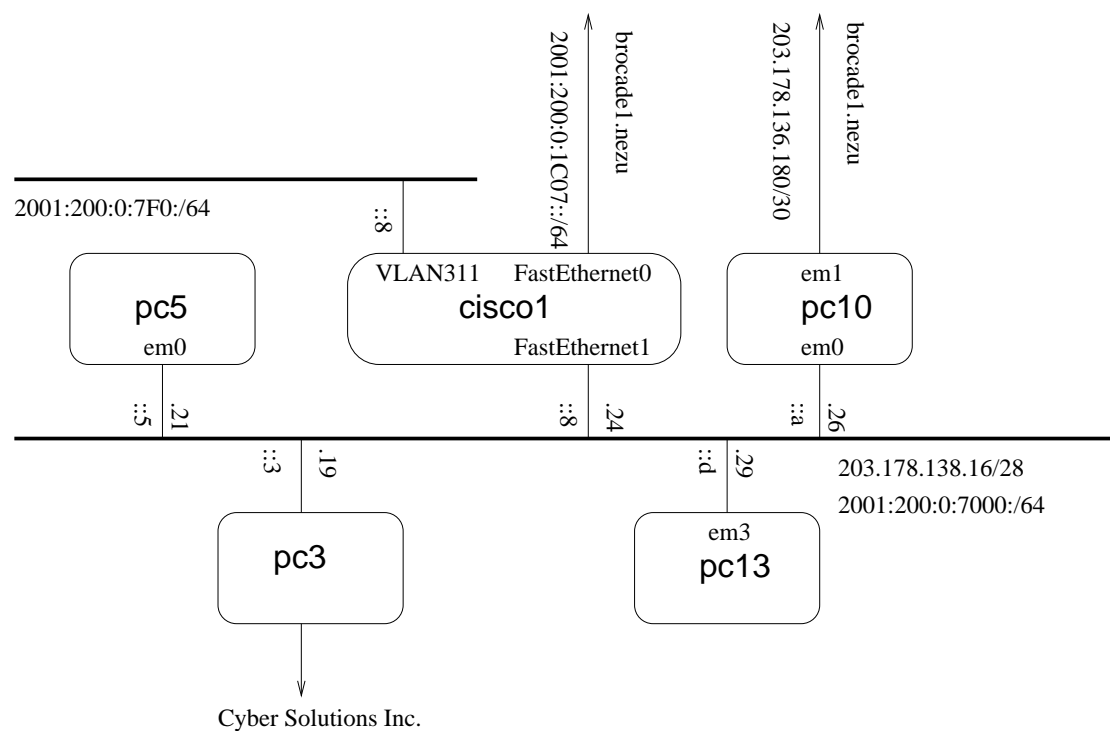 brocade1.nezu
2001:200:0:1C07::/64
brocade1.nezu
203.178.136.180/30
2001:200:0:7F0:/64
::8
VLAN311 FastEthernet0
cisco1
FastEthernet1
pc5
em0
em1
pc10
em0
::5 .21
::8 .24
::a .26
::3 .19
::d .29
203.178.138.16/28
2001:200:0:7000:/64
pc3
em3
pc13
Cyber Solutions Inc.